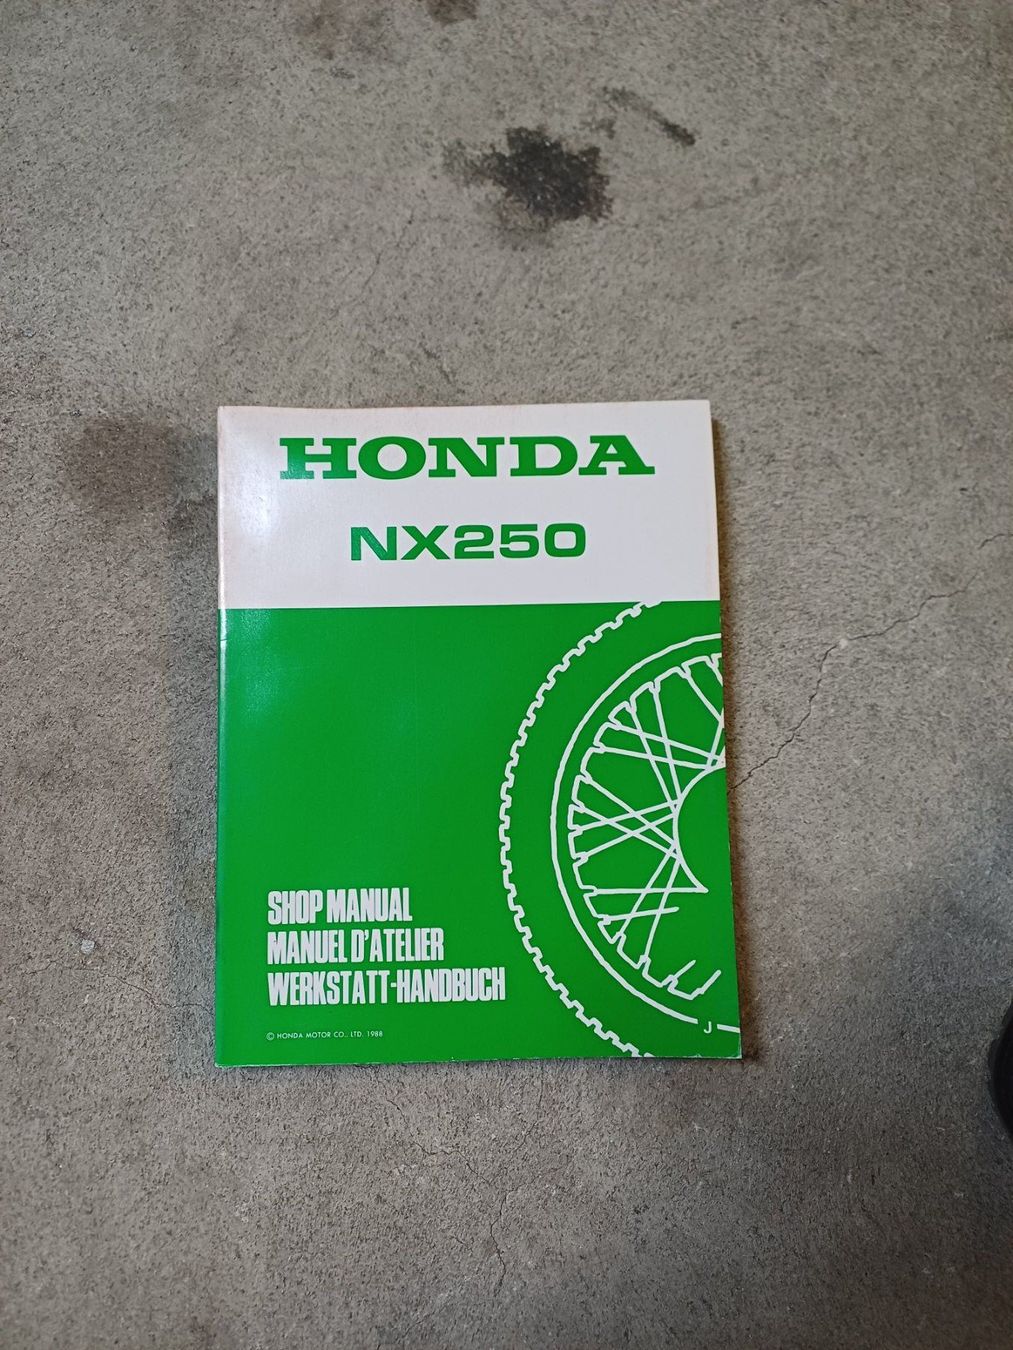 HONDA
NX250
SHOP MANUAL
MANUEL D'ATELIER
WERKSTATT-HANDBUCH
© HONDA MOTOR CO., LTD. 1988
J